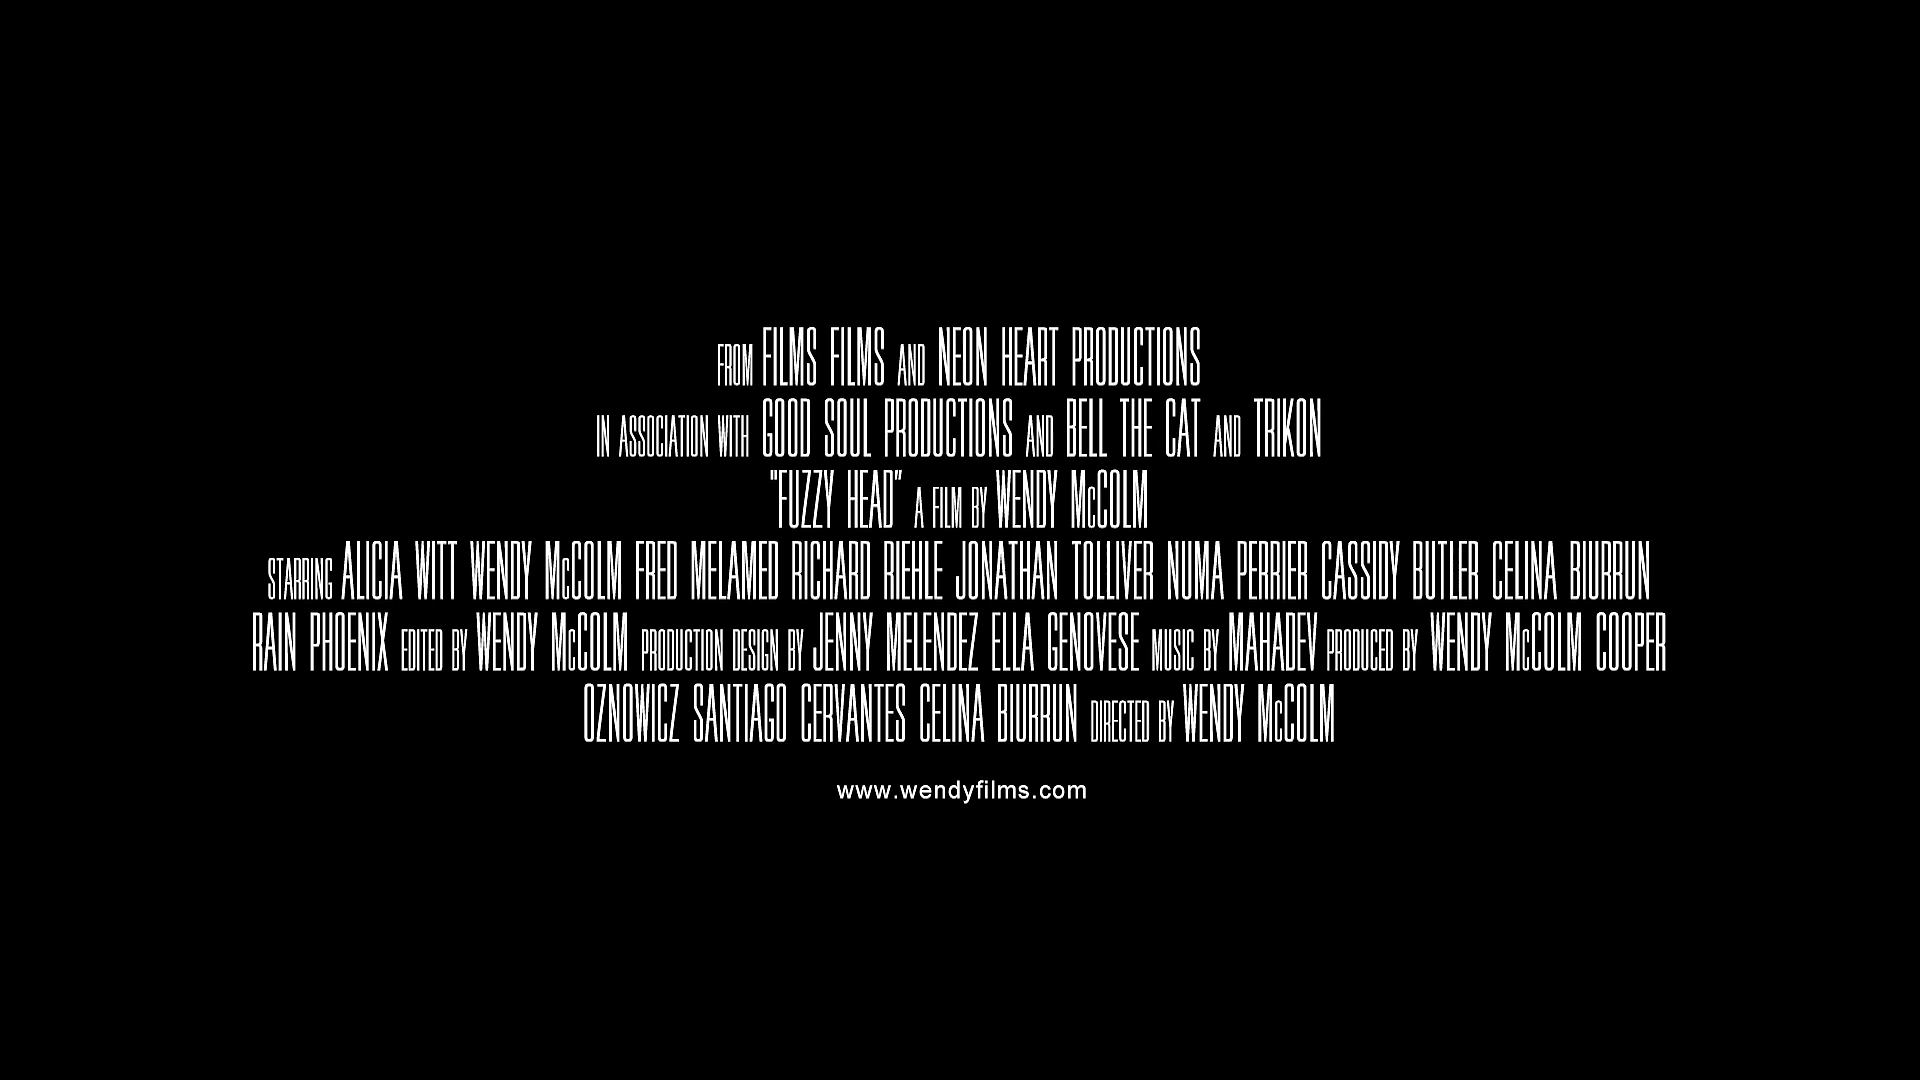 FROM FILMS FILMS AND NEON HEART PRODUCTIONS
IN ASSOCIATION WITH GOOD SOUL PRODUCTIONS AND BELL THE CAT AND TRIKON
"FUZZY HEAD" A FILM BY WENDY McCOLM
STARRING ALICIA WITT WENDY McCOLM FRED MELAMED RICHARD RIEHLE JONATHAN TOLLIVER NUMA PERRIER CASSIDY BUTLER CELINA BIURRUN
RAIN PHOENIX EDITED BY WENDY McCOLM PRODUCTION DESIGN BY JENNY MELENDEZ ELLA GENOVESE MUSIC BY MAHADEV PRODUCED BY WENDY McCOLM COOPER
OZNOWICZ SANTIAGO CERVANTES CELINA BIURRUN DIRECTED BY WENDY McCOLM
www.wendyfilms.com